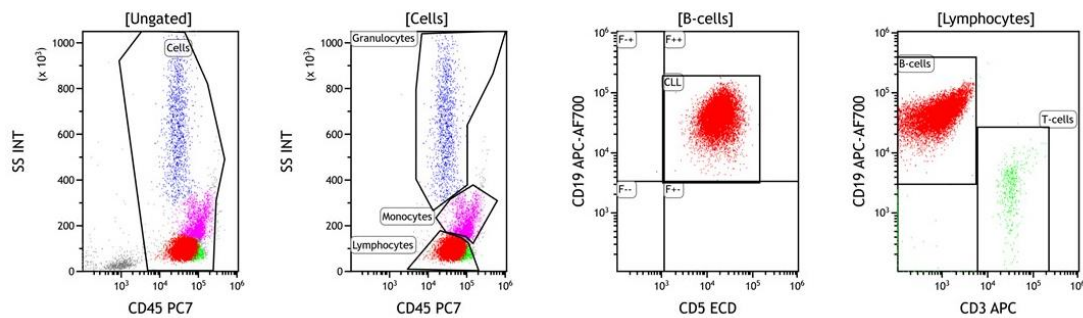 [Ungated]
[Cells]
[B-cells]
[Lymphocytes]
SS INT
(x 10³)
1000
800
600
400
200
0
Cells
10³
10⁴
10⁵
10⁶
CD45 PC7
SS INT
(x 10³)
1000
800
600
400
200
0
Granulocytes
Monocytes
Lymphocytes
10³
10⁴
10⁵
10⁶
CD45 PC7
CD19 APC-AF700
10⁶
10⁵
10⁴
10³
F-+
F++
CLL
F--
F+-
10³
10⁴
10⁵
10⁶
CD5 ECD
CD19 APC-AF700
10⁶
10⁵
10⁴
10³
B-cells
T-cells
10³
10⁴
10⁵
10⁶
CD3 APC